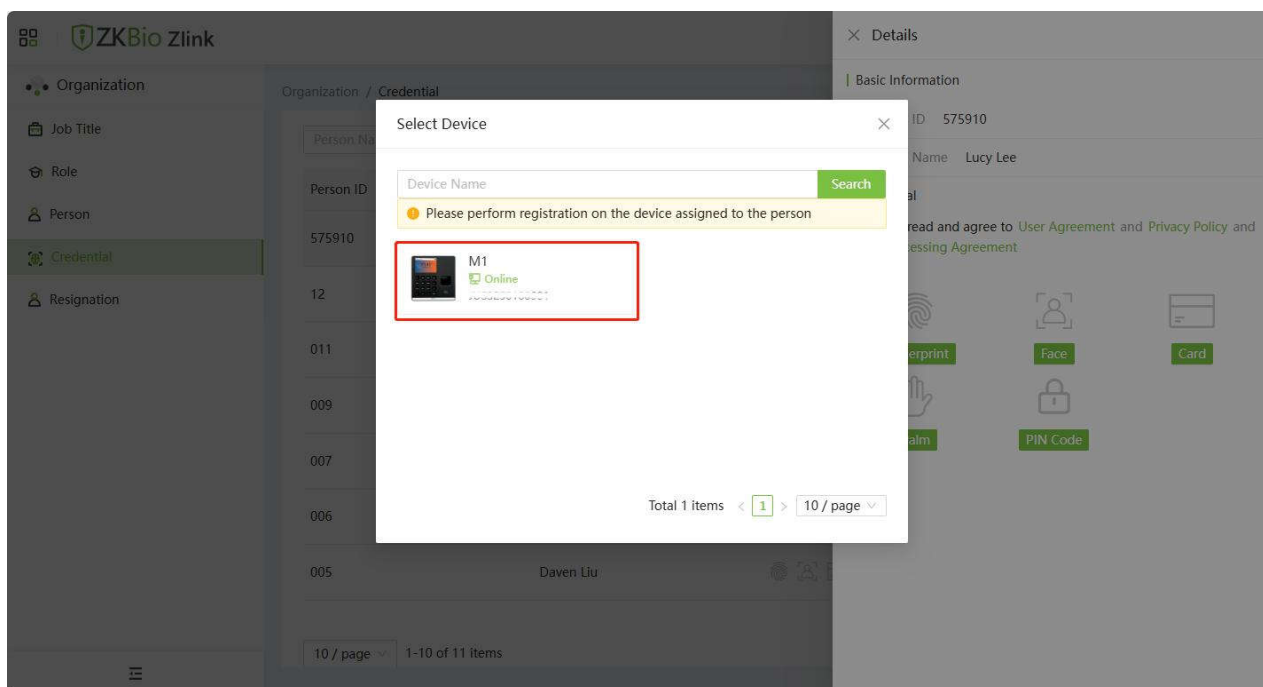 ZKBio Zlink
Details
Organization
Organization / Credential
Basic Information
Job Title
Select Device
ID 575910
Person Na
Role
Name Lucy Lee
Person ID
Device Name
Search
Person
Please perform registration on the device assigned to the person
read and agree to User Agreement and Privacy Policy and
575910
essing Agreement
Credential
M1
Online
12
Resignation
011
erprint
Face
Card
009
alm
PIN Code
007
Total 1 items < 1 > 10 / page
006
005
Daven Liu
10 / page
1-10 of 11 items